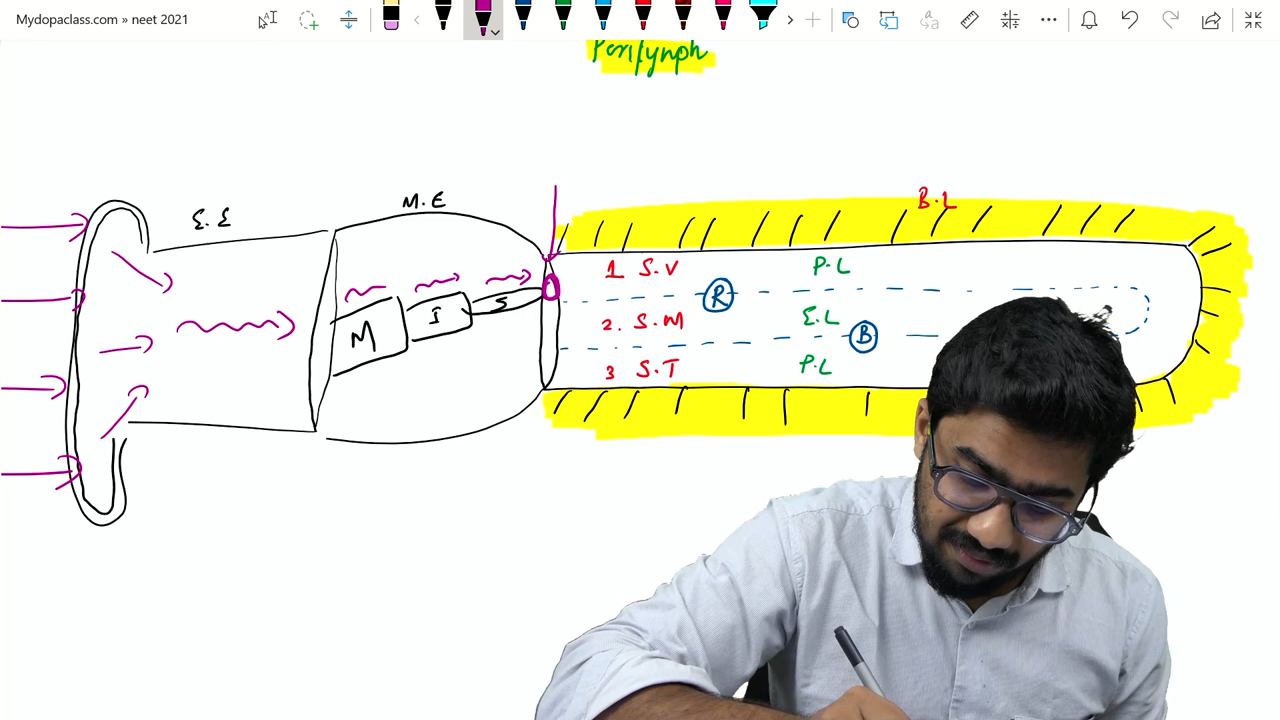 Mydopaclass.com » neet 2021
Perilymph
E.E
M.E
B.L
1 S.V
P.L
R
2. S.M
E.L
B
3 S.T
P.L
M
I
S